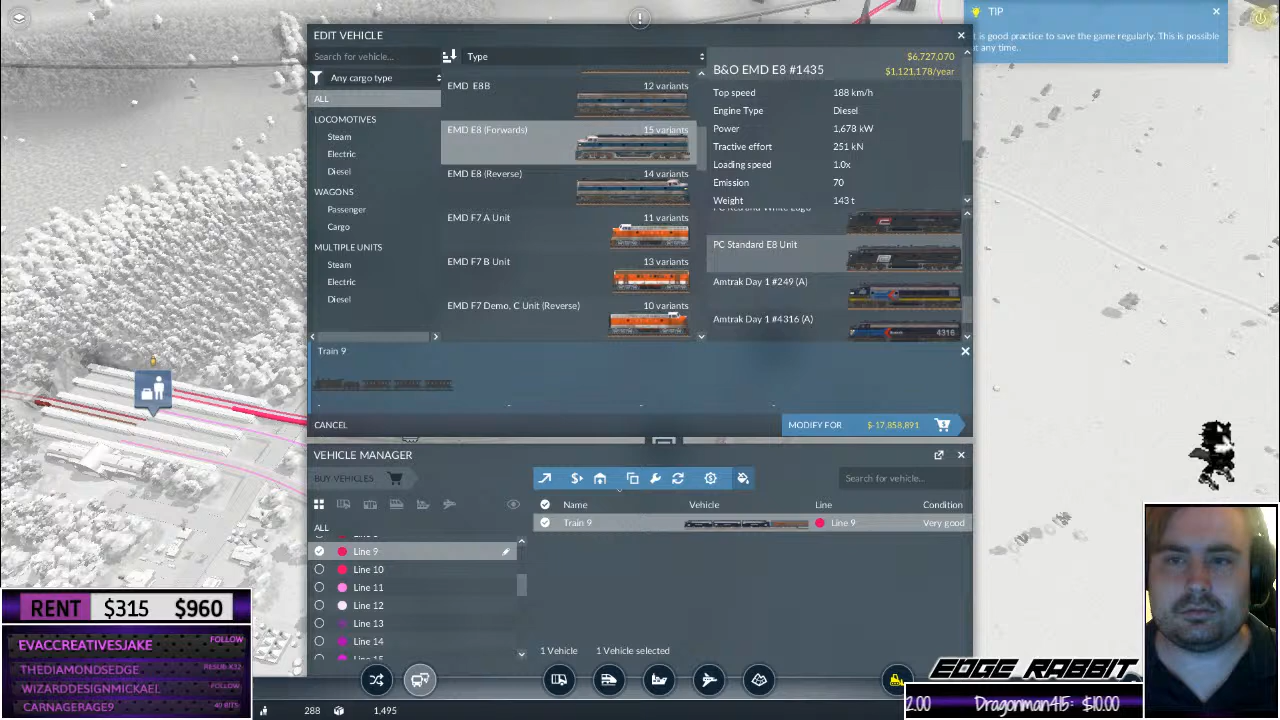 TIP
It is good practice to save the game regularly. This is possible
at any time.
EDIT VEHICLE
Search for vehicle...
Type
Any cargo type
ALL
LOCOMOTIVES
Steam
Electric
Diesel
WAGONS
Passenger
Cargo
MULTIPLE UNITS
Steam
Electric
Diesel
EMD E8B
12 variants
EMD E8 (Forwards)
15 variants
EMD E8 (Reverse)
14 variants
EMD F7 A Unit
11 variants
EMD F7 B Unit
13 variants
EMD F7 Demo, C Unit (Reverse)
10 variants
$6,727,070
B&O EMD E8 #1435
$1,121,178/year
Top speed 188 km/h
Engine Type Diesel
Power 1,678 kW
Tractive effort 251 kN
Loading speed 1.0x
Emission 70
Weight 143 t
PC Standard E8 Unit
Amtrak Day 1 #249 (A)
Amtrak Day 1 #4316 (A)
4316
Train 9
CANCEL
MODIFY FOR $-17,858,891
VEHICLE MANAGER
BUY VEHICLES
Search for vehicle...
ALL
Line 9
Line 10
Line 11
Line 12
Line 13
Line 14
Name Vehicle Line Condition
Train 9 Line 9 Very good
1 Vehicle 1 Vehicle selected
288 1,495
RENT $315 $960
EVACCREATIVESJAKE FOLLOW
THEDIAMONDSEDGE RESUB X12
WIZARDDESIGNMICKAEL FOLLOW
CARNAGERAGE9 40 BITS
EDGE RABBIT
2.00 Dragonman415: $10.00